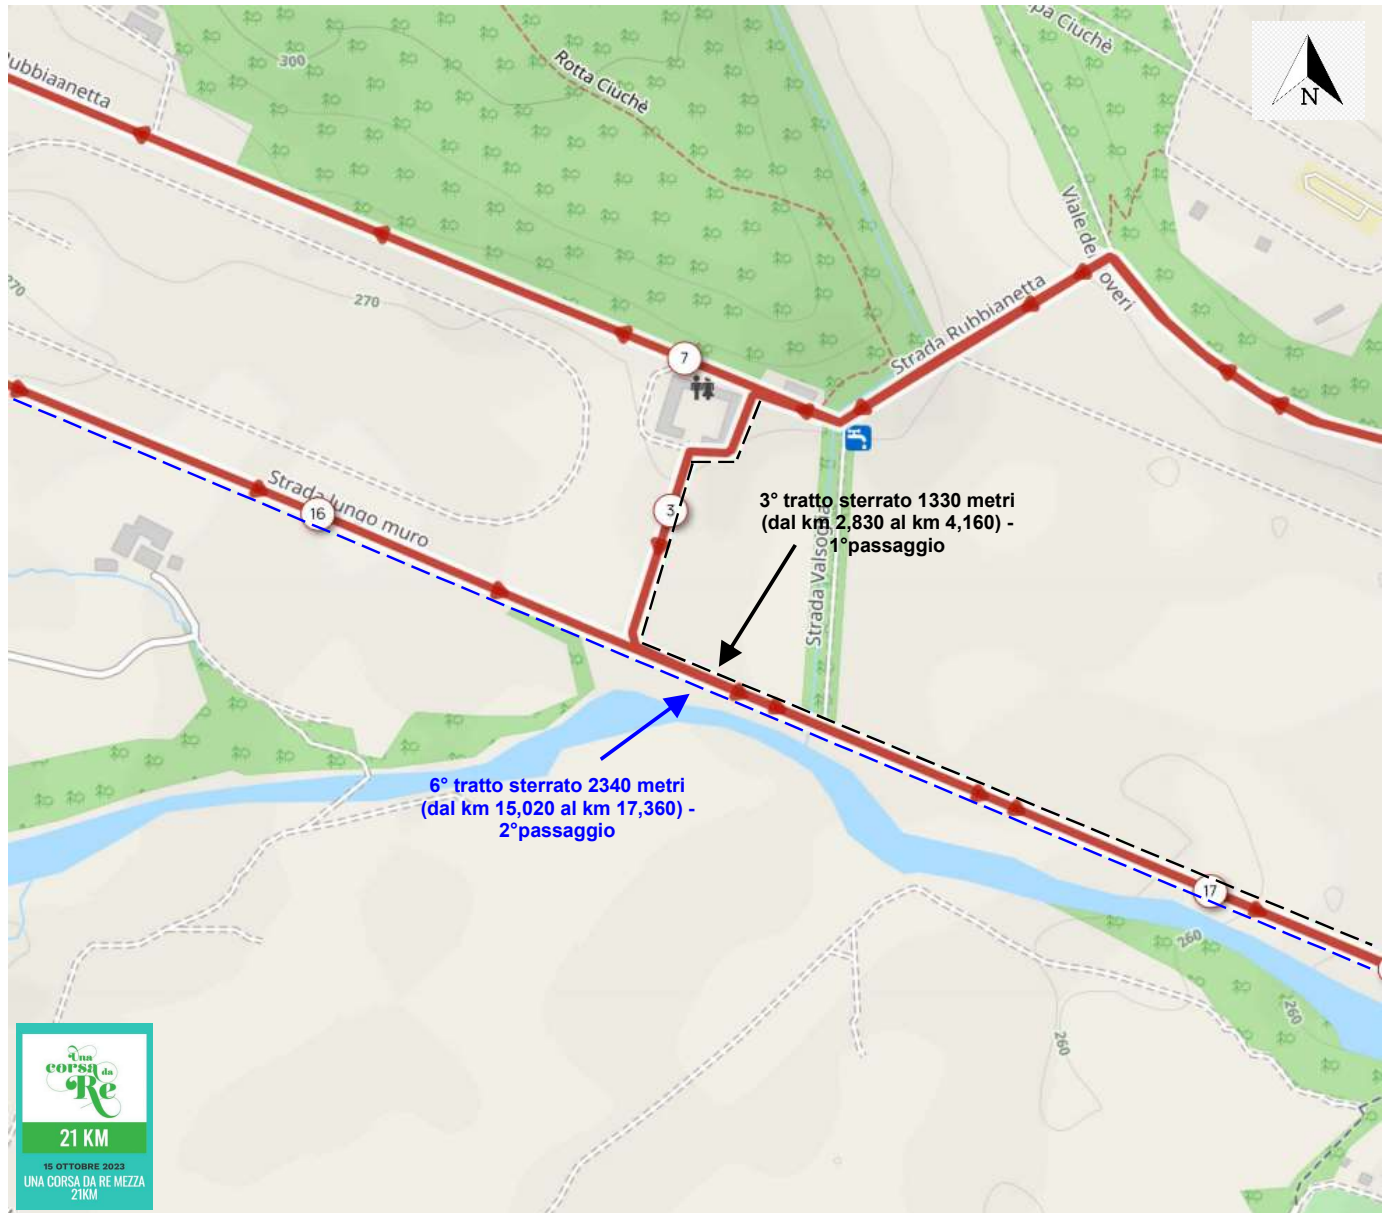 pa Ciuchè
N
300
Rotta Ciuchè
Rubbiaanetta
Viale dei Roveri
270
270
Strada Rubbianetta
7
Strada lungo muro
16
3
3° tratto sterrato 1330 metri
(dal km 2,830 al km 4,160) -
1°passaggio
Strada Valsoglia
6° tratto sterrato 2340 metri
(dal km 15,020 al km 17,360) -
2°passaggio
17
260
260
260
Una
corsa da
Re
21 KM
15 OTTOBRE 2023
UNA CORSA DA RE MEZZA
21KM